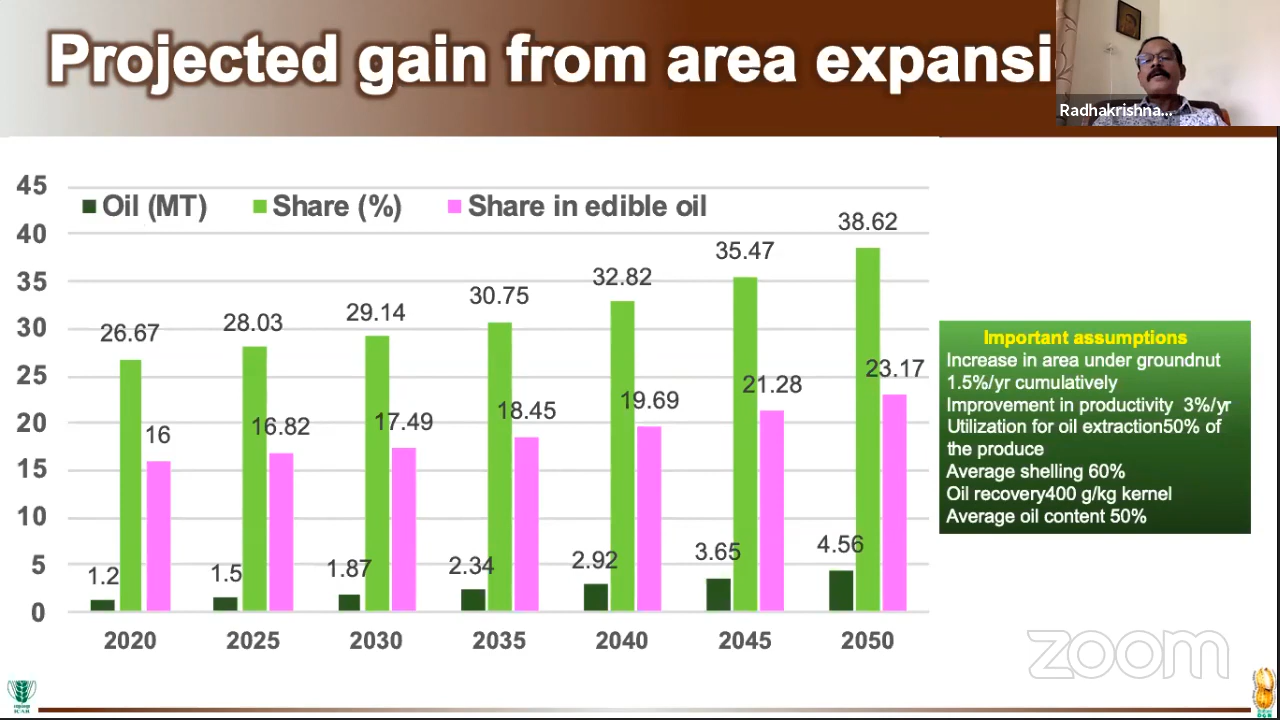 Projected gain from area expansi
Radhakrishna...
45
40
35
30
25
20
15
10
5
0
Oil (MT) Share (%) Share in edible oil
1.2 26.67 16
1.5 28.03 16.82
1.87 29.14 17.49
2.34 30.75 18.45
2.92 32.82 19.69
3.65 35.47 21.28
4.56 38.62 23.17
2020 2025 2030 2035 2040 2045 2050
Important assumptions
Increase in area under groundnut
1.5%/yr cumulatively
Improvement in productivity 3%/yr
Utilization for oil extraction50% of
the produce
Average shelling 60%
Oil recovery400 g/kg kernel
Average oil content 50%
zoom